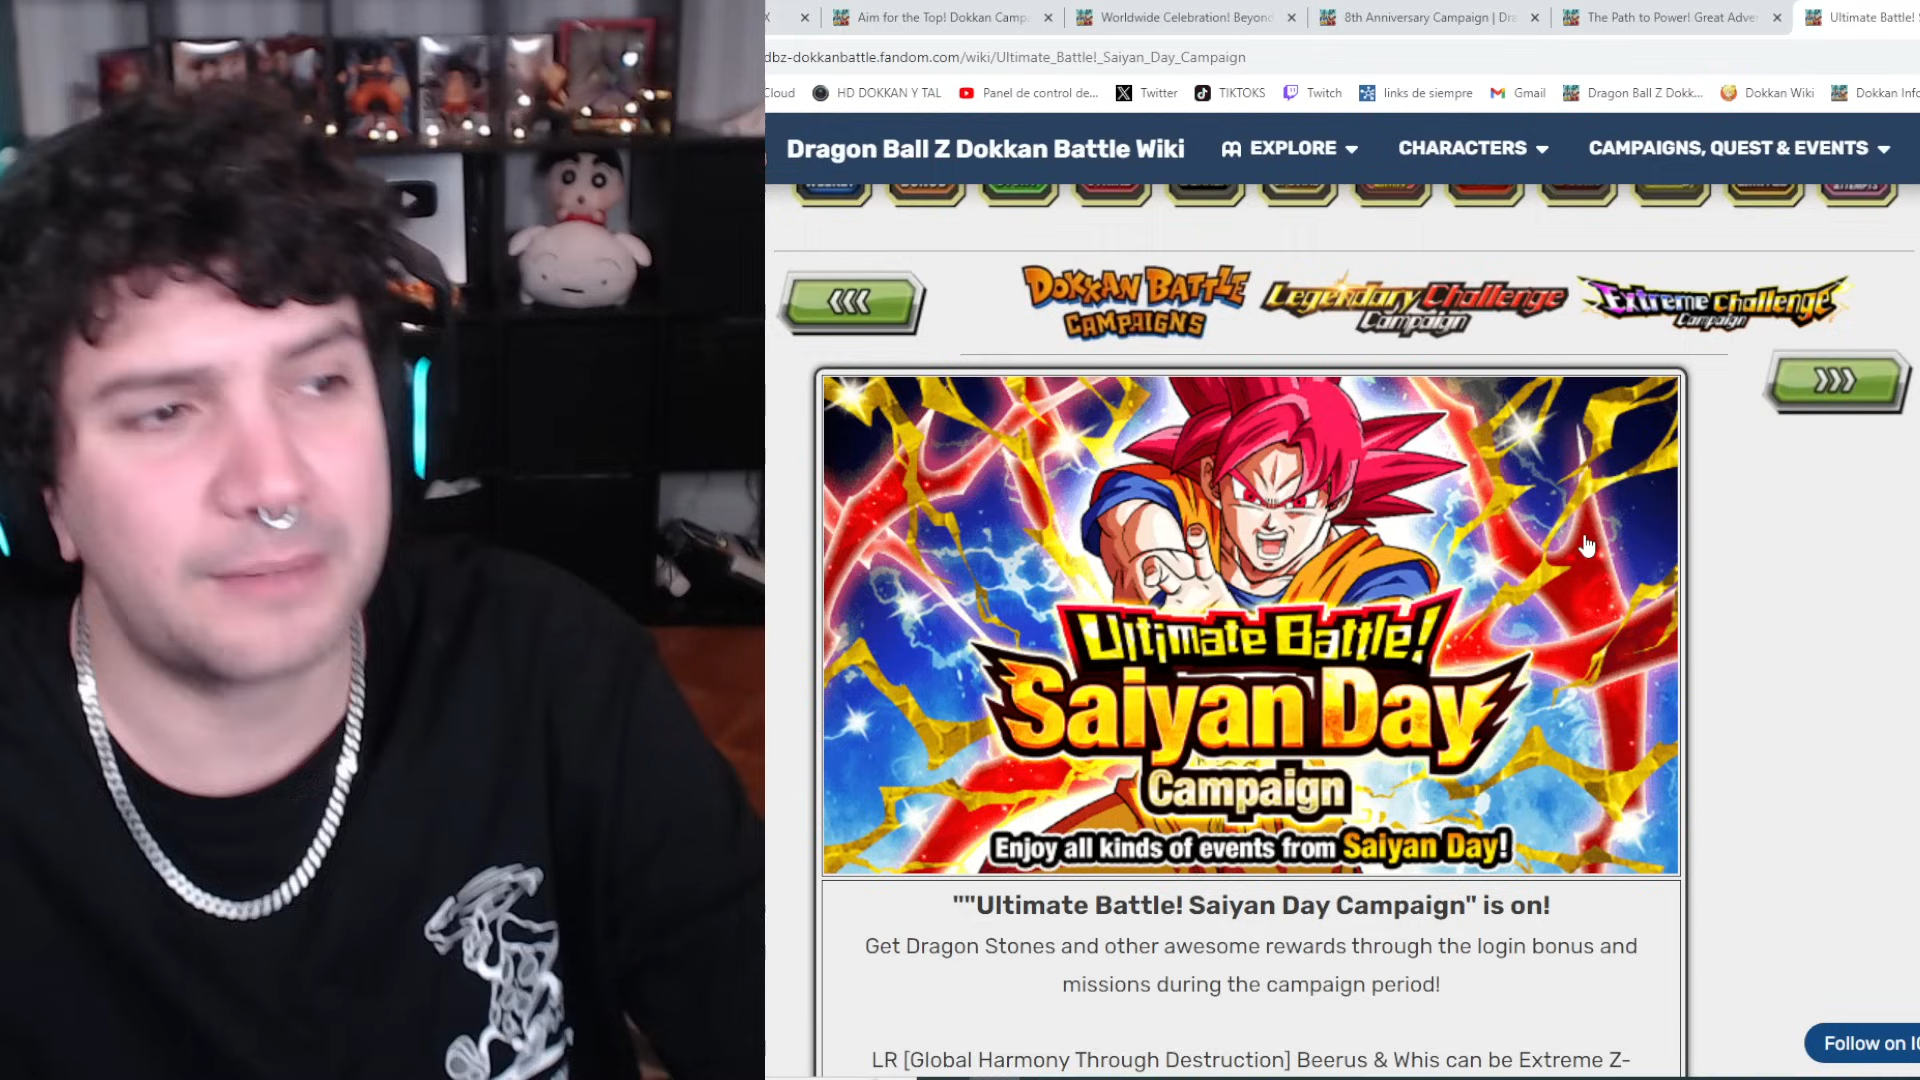 X
Aim for the Top! Dokkan Camp
Worldwide Celebration! Beyond
8th Anniversary Campaign | Dra
The Path to Power! Great Adve
Ultimate Battle! S
dbz-dokkanbattle.fandom.com/wiki/Ultimate_Battle!_Saiyan_Day_Campaign
Cloud
HD DOKKAN Y TAL
Panel de control de...
Twitter
TIKTOKS
Twitch
links de siempre
Gmail
Dragon Ball Z Dokk...
Dokkan Wiki
Dokkan Info
Dragon Ball Z Dokkan Battle Wiki
EXPLORE
CHARACTERS
CAMPAIGNS, QUEST & EVENTS
DOKKAN BATTLE
CAMPAIGNS
Legendary Challenge
Campaign
Extreme Challenge
Campaign
Ultimate Battle!
Saiyan Day
Campaign
Enjoy all kinds of events from Saiyan Day!
""Ultimate Battle! Saiyan Day Campaign" is on!
Get Dragon Stones and other awesome rewards through the login bonus and
missions during the campaign period!
LR [Global Harmony Through Destruction] Beerus & Whis can be Extreme Z-
Follow on IG